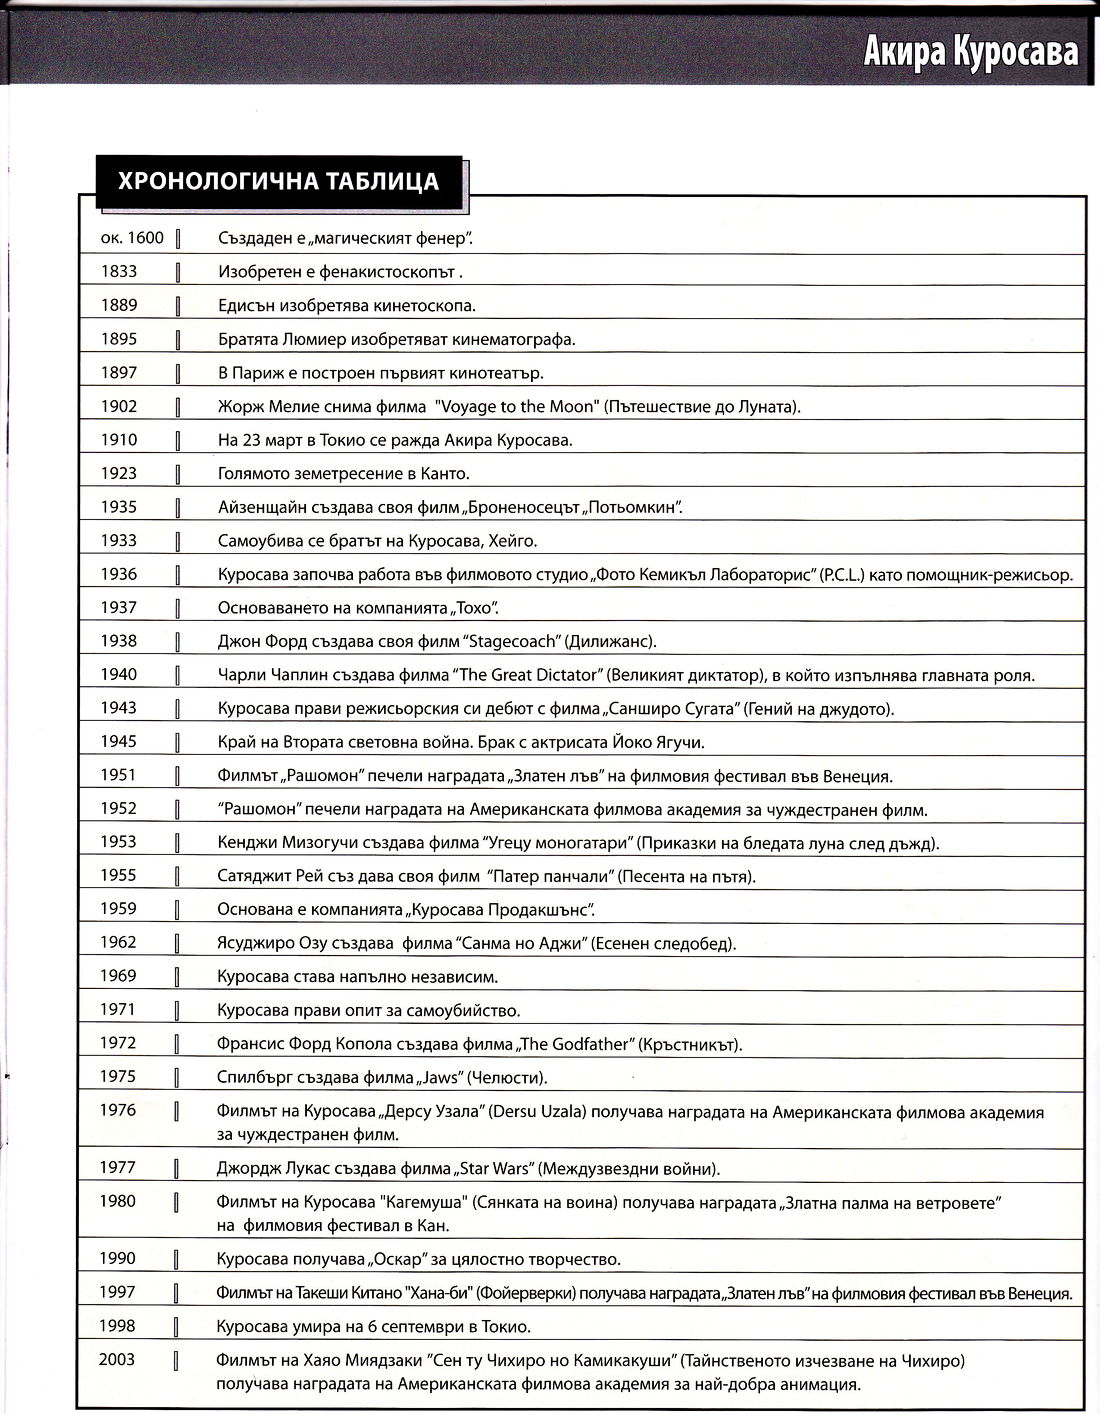 Акира Куросава
ХРОНОЛОГИЧНА ТАБЛИЦА
ок. 1600 Създаден е „магическият фенер”.
1833 Изобретен е фенакистоскопът .
1889 Едисън изобретява кинетоскопа.
1895 Братята Люмиер изобретяват кинематографа.
1897 В Париж е построен първият кинотеатър.
1902 Жорж Мелие снима филма "Voyage to the Moon" (Пътешествие до Луната).
1910 На 23 март в Токио се ражда Акира Куросава.
1923 Голямото земетресение в Канто.
1935 Айзенщайн създава своя филм „Броненосецът „Потьомкин”.
1933 Самоубива се братът на Куросава, Хейго.
1936 Куросава започва работа във филмовото студио „Фото Кемикъл Лабораторис” (P.C.L.) като помощник-режисьор.
1937 Основаването на компанията „Тохо”.
1938 Джон Форд създава своя филм “Stagecoach” (Дилижанс).
1940 Чарли Чаплин създава филма “The Great Dictator” (Великият диктатор), в който изпълнява главната роля.
1943 Куросава прави режисьорския си дебют с филма „Санширо Сугата” (Гений на джудото).
1945 Край на Втората световна война. Брак с актрисата Йоко Ягучи.
1951 Филмът „Рашомон” печели наградата „Златен лъв” на филмовия фестивал във Венеция.
1952 “Рашомон” печели наградата на Американската филмова академия за чуждестранен филм.
1953 Кенджи Мизогучи създава филма “Угецу моногатари” (Приказки на бледата луна след дъжд).
1955 Сатяджит Рей съз дава своя филм “Патер панчали” (Песента на пътя).
1959 Основана е компанията „Куросава Продакшънс”.
1962 Ясуджиро Озу създава филма “Санма но Аджи” (Есенен следобед).
1969 Куросава става напълно независим.
1971 Куросава прави опит за самоубийство.
1972 Франсис Форд Копола създава филма „The Godfather” (Кръстникът).
1975 Спилбърг създава филма „Jaws” (Челюсти).
1976 Филмът на Куросава „Дерсу Узала” (Dersu Uzala) получава наградата на Американската филмова академия
за чуждестранен филм.
1977 Джордж Лукас създава филма „Star Wars” (Междузвездни войни).
1980 Филмът на Куросава "Кагемуша" (Сянката на воина) получава наградата „Златна палма на ветровете”
на филмовия фестивал в Кан.
1990 Куросава получава „Оскар” за цялостно творчество.
1997 Филмът на Такеши Китано "Хана-би" (Фойерверки) получава наградата „Златен лъв” на филмовия фестивал във Венеция.
1998 Куросава умира на 6 септември в Токио.
2003 Филмът на Хаяо Миядзаки ”Сен ту Чихиро но Камикакуши” (Тайнственото изчезване на Чихиро)
получава наградата на Американската филмова академия за най-добра анимация.